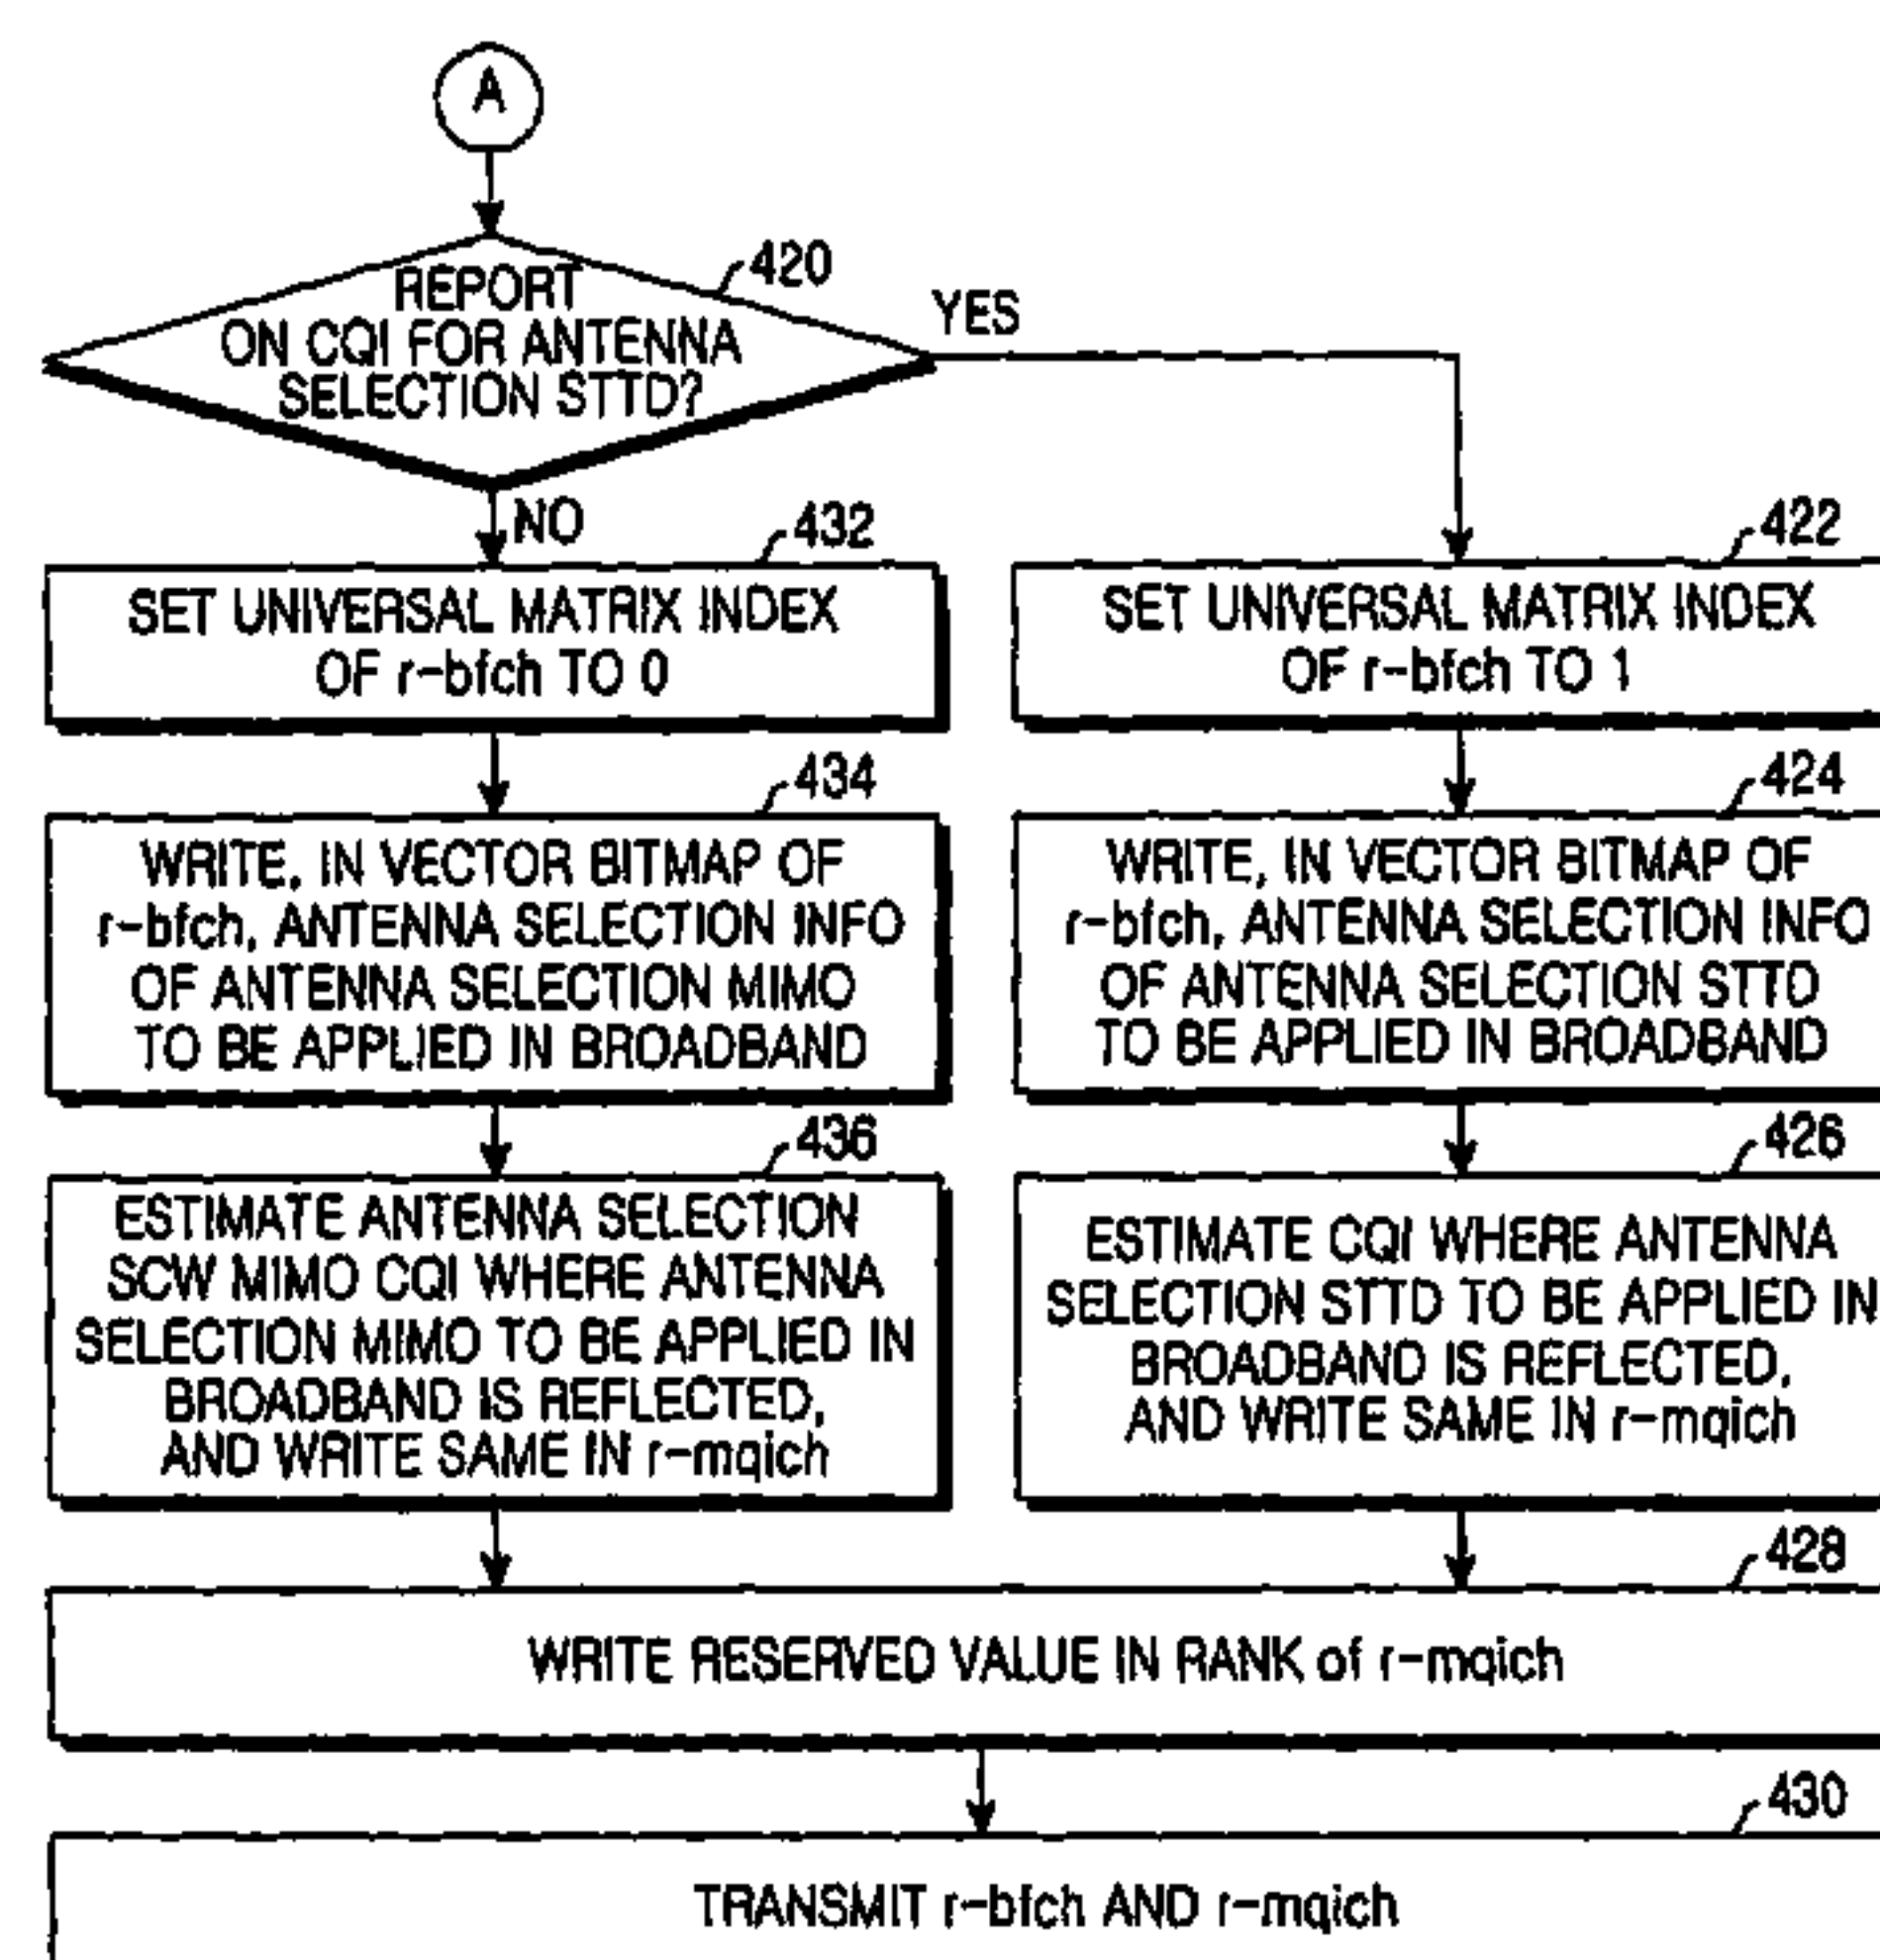 A
420
REPORT
ON CQI FOR ANTENNA
SELECTION STTD?
YES
NO
432
SET UNIVERSAL MATRIX INDEX
OF r-bfch TO 0
422
SET UNIVERSAL MATRIX INDEX
OF r-bfch TO 1
434
WRITE, IN VECTOR BITMAP OF
r-bfch, ANTENNA SELECTION INFO
OF ANTENNA SELECTION MIMO
TO BE APPLIED IN BROADBAND
424
WRITE, IN VECTOR BITMAP OF
r-bfch, ANTENNA SELECTION INFO
OF ANTENNA SELECTION STTD
TO BE APPLIED IN BROADBAND
436
ESTIMATE ANTENNA SELECTION
SCW MIMO CQI WHERE ANTENNA
SELECTION MIMO TO BE APPLIED IN
BROADBAND IS REFLECTED,
AND WRITE SAME IN r-mqich
426
ESTIMATE CQI WHERE ANTENNA
SELECTION STTD TO BE APPLIED IN
BROADBAND IS REFLECTED,
AND WRITE SAME IN r-mqich
428
WRITE RESERVED VALUE IN RANK of r-mqich
430
TRANSMIT r-bfch AND r-mqich